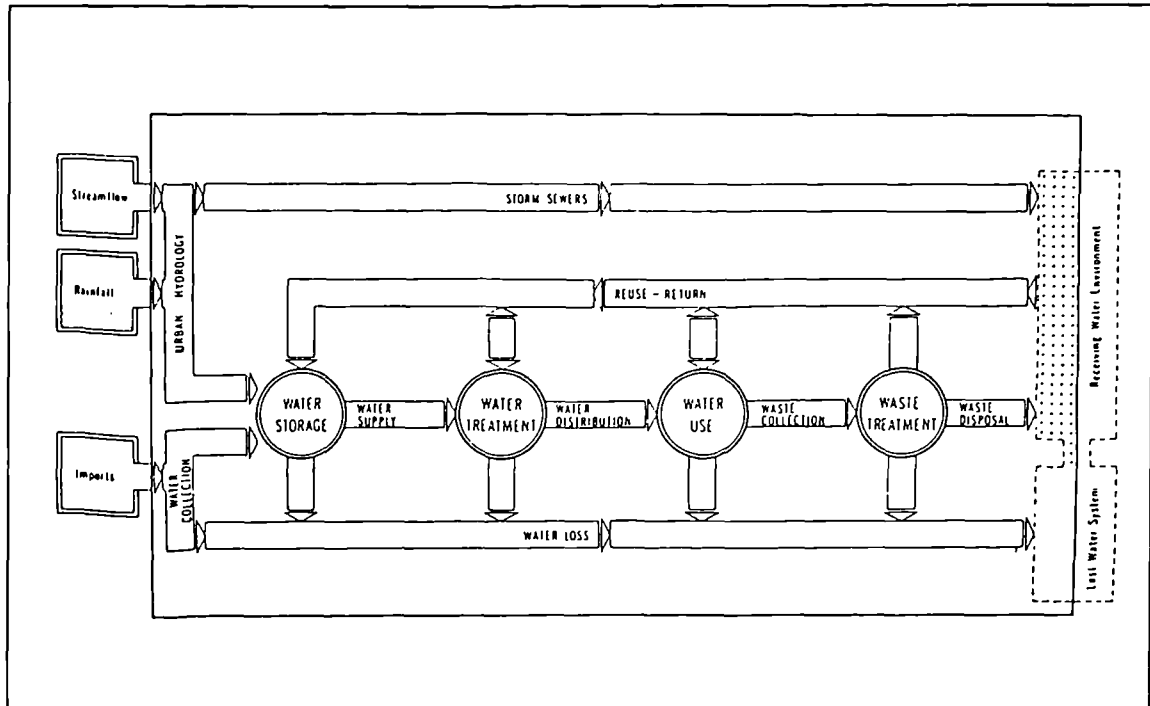 Streamflow
STORM SEWERS
Rainfall
URBAN HYDROLOGY
REUSE - RETURN
Receiving Water Environment
WATER
STORAGE
WATER
SUPPLY
WATER
TREATMENT
WATER
DISTRIBUTION
WATER
USE
WASTE
COLLECTION
WASTE
TREATMENT
WASTE
DISPOSAL
Imports
WATER
COLLECTION
WATER LOSS
Lost Water System